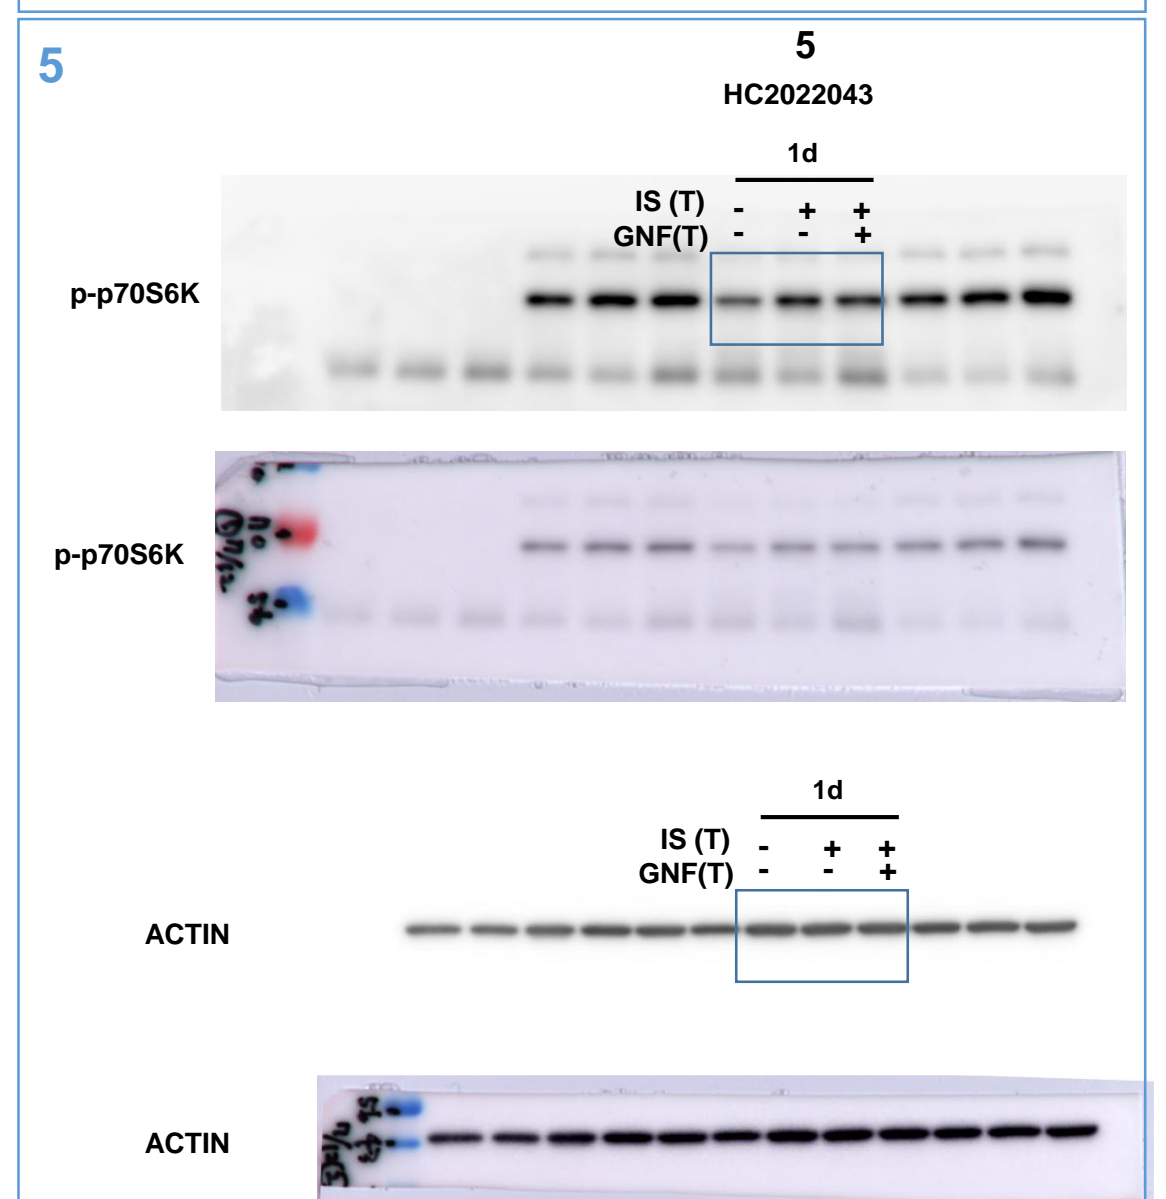 5
5
HC2022043
1d
IS (T) - + +
GNF(T) - - +
p-p70S6K
p-p70S6K
1d
IS (T) - + +
GNF(T) - - +
ACTIN
ACTIN